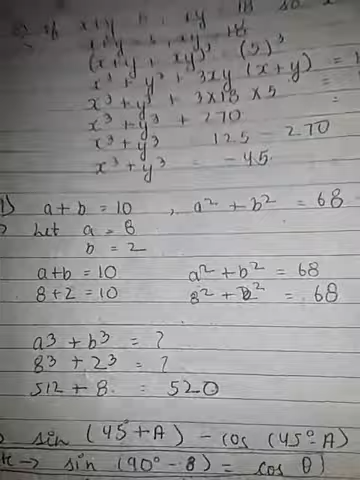 x+y
(x+y, xy)³ (5)³
x³ + y³ + 3xy (x+y) =
x³ + y³ + 3×18×5 =
x³ + y³ + 270
x³ + y³ 125 - 270
x³ + y³ = -45
a+b = 10 , a² + b² = 68
Let a = 8
b = 2
a+b = 10 a² + b² = 68
8+2 = 10 8² + 2² = 68
a3 + b3 = ?
83 + 23 = ?
512 + 8 = 520
sin (45° + A) - cos (45° - A)
sin (90° - θ) = cos θ)